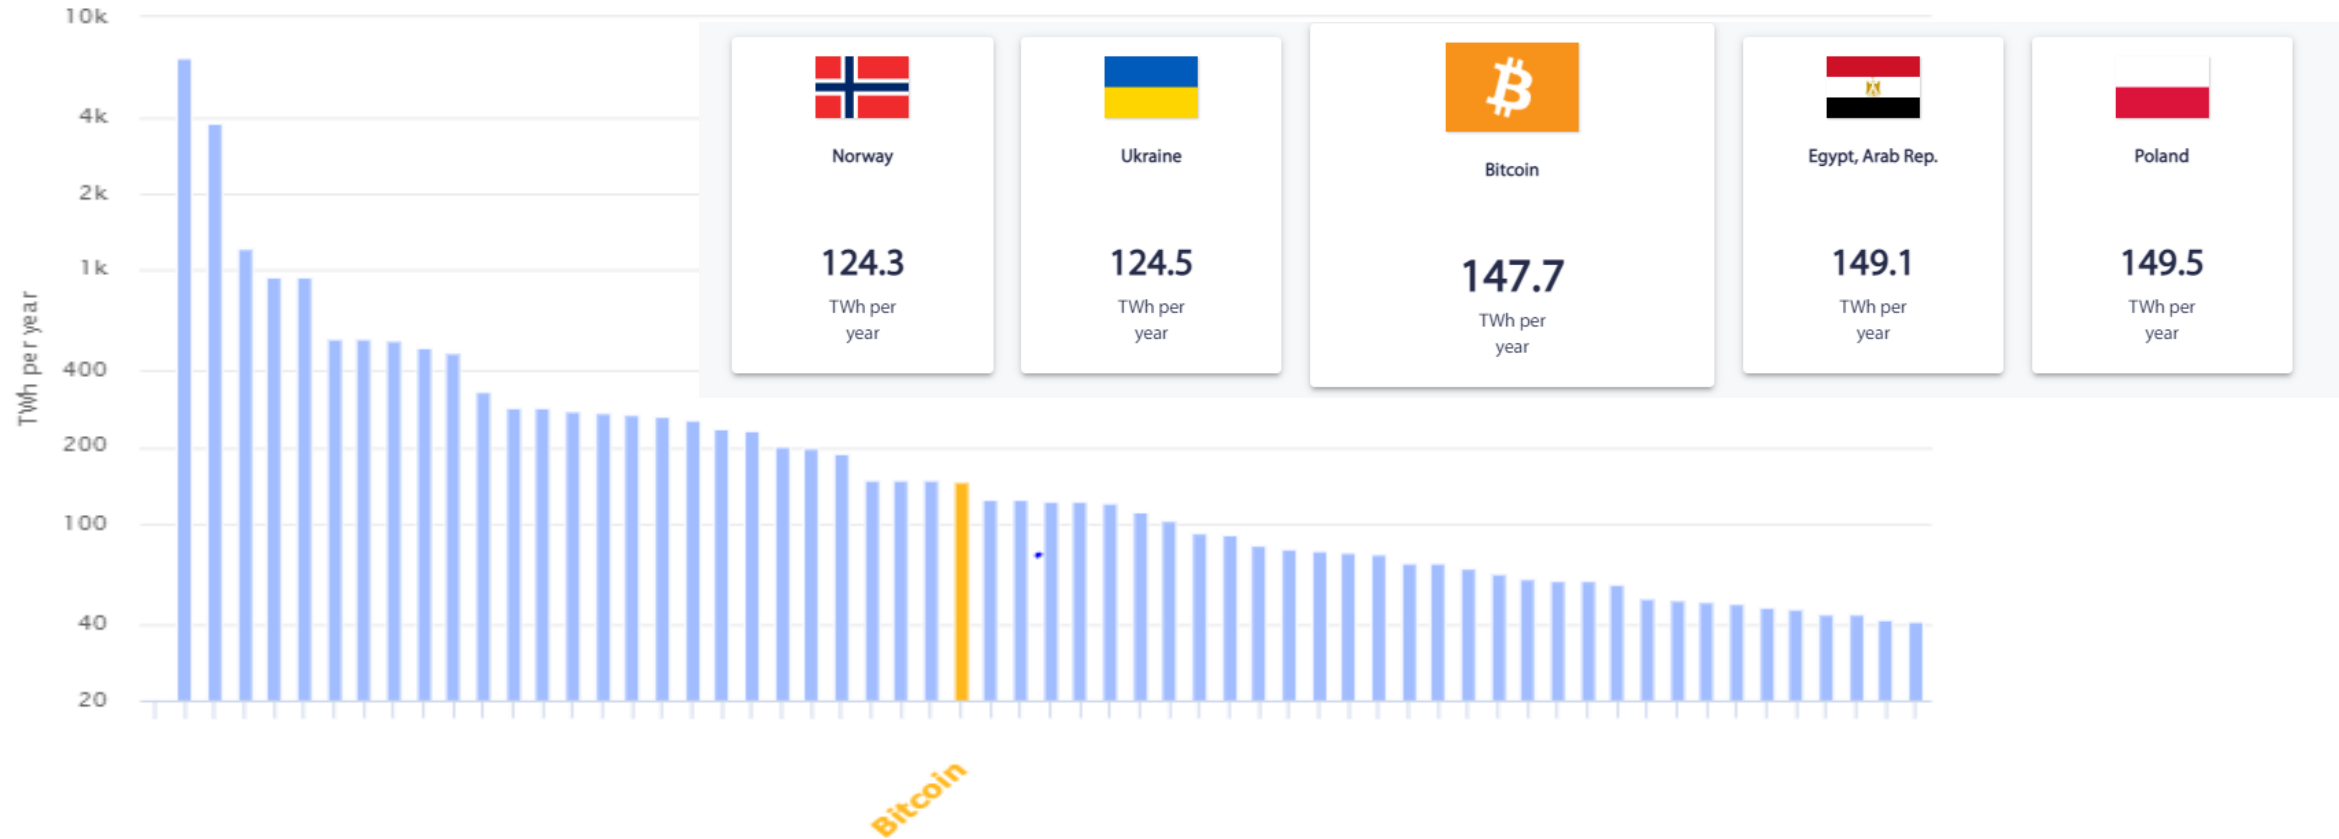 10k
4k
2k
1k
400
200
100
40
20
TWh per year
Norway
124.3
TWh per
year
Ukraine
124.5
TWh per
year
Bitcoin
147.7
TWh per
year
Egypt, Arab Rep.
149.1
TWh per
year
Poland
149.5
TWh per
year
Bitcoin